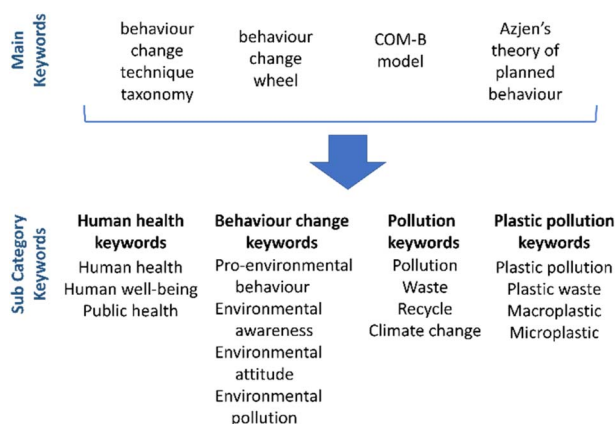 Main
Keywords
behaviour
change
technique
taxonomy
behaviour
change
wheel
COM-B
model
Azjen's
theory of
planned
behaviour
Sub Category
Keywords
Human health
keywords
Human health
Human well-being
Public health
Behaviour change
keywords
Pro-environmental
behaviour
Environmental
awareness
Environmental
attitude
Environmental
pollution
Pollution
keywords
Pollution
Waste
Recycle
Climate change
Plastic pollution
keywords
Plastic pollution
Plastic waste
Macroplastic
Microplastic